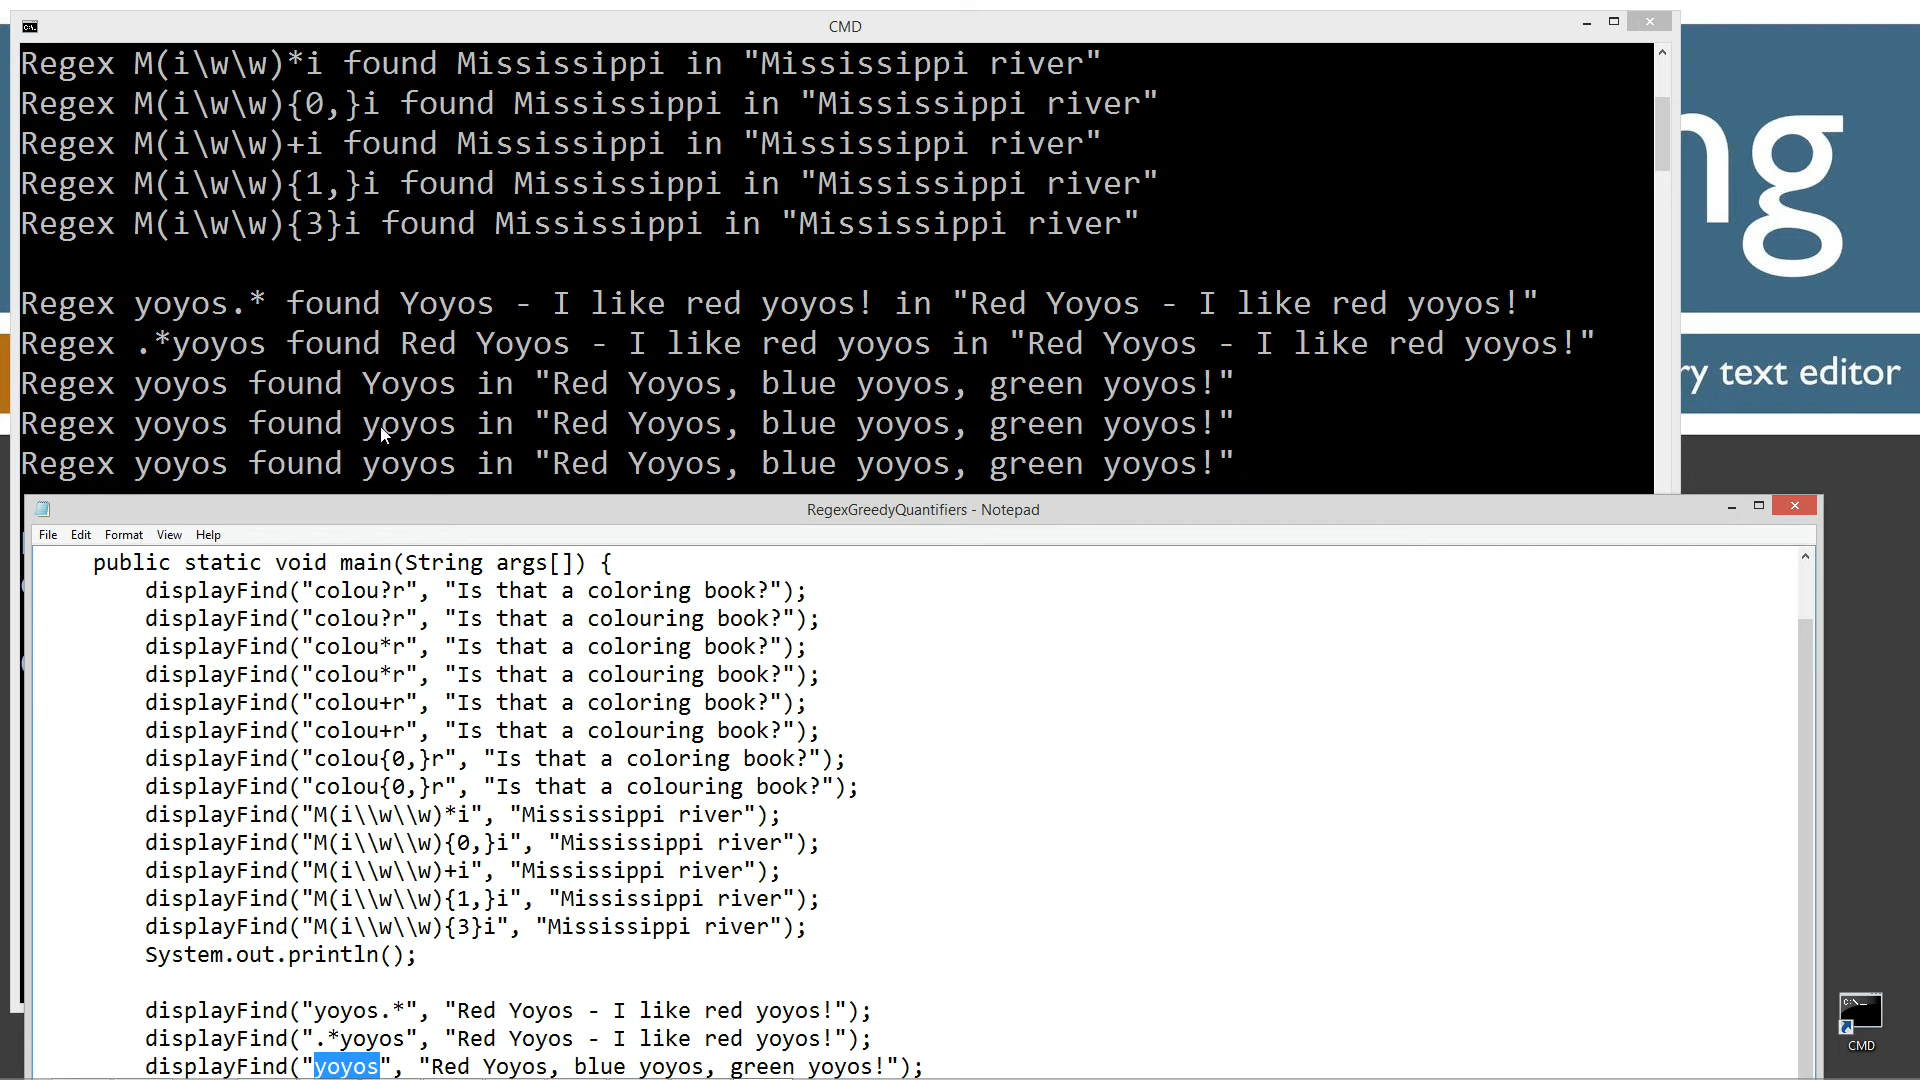 CMD
Regex M(i\w\w)*i found Mississippi in "Mississippi river"
Regex M(i\w\w){0,}i found Mississippi in "Mississippi river"
Regex M(i\w\w)+i found Mississippi in "Mississippi river"
Regex M(i\w\w){1,}i found Mississippi in "Mississippi river"
Regex M(i\w\w){3}i found Mississippi in "Mississippi river"
Regex yoyos.* found Yoyos - I like red yoyos! in "Red Yoyos - I like red yoyos!"
Regex .*yoyos found Red Yoyos - I like red yoyos in "Red Yoyos - I like red yoyos!"
Regex yoyos found Yoyos in "Red Yoyos, blue yoyos, green yoyos!"
Regex yoyos found yoyos in "Red Yoyos, blue yoyos, green yoyos!"
Regex yoyos found yoyos in "Red Yoyos, blue yoyos, green yoyos!"
ng
ry text editor
RegexGreedyQuantifiers - Notepad
File Edit Format View Help
public static void main(String args[]) {
displayFind("colou?r", "Is that a coloring book?");
displayFind("colou?r", "Is that a colouring book?");
displayFind("colou*r", "Is that a coloring book?");
displayFind("colou*r", "Is that a colouring book?");
displayFind("colou+r", "Is that a coloring book?");
displayFind("colou+r", "Is that a colouring book?");
displayFind("colou{0,}r", "Is that a coloring book?");
displayFind("colou{0,}r", "Is that a colouring book?");
displayFind("M(i\\w\\w)*i", "Mississippi river");
displayFind("M(i\\w\\w){0,}i", "Mississippi river");
displayFind("M(i\\w\\w)+i", "Mississippi river");
displayFind("M(i\\w\\w){1,}i", "Mississippi river");
displayFind("M(i\\w\\w){3}i", "Mississippi river");
System.out.println();
displayFind("yoyos.*", "Red Yoyos - I like red yoyos!");
displayFind(".*yoyos", "Red Yoyos - I like red yoyos!");
displayFind("yoyos", "Red Yoyos, blue yoyos, green yoyos!");
CMD